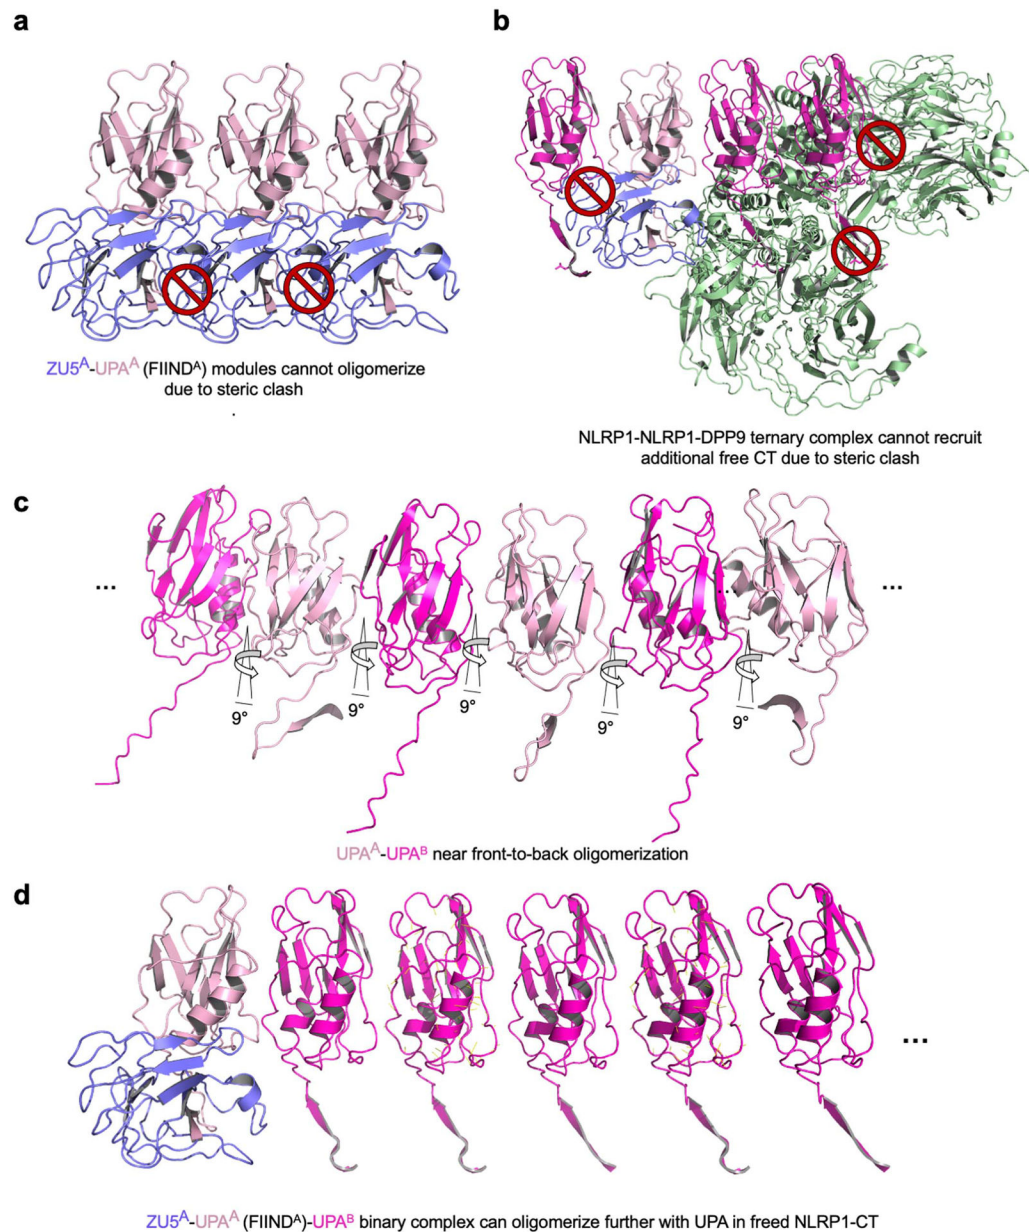 a
b
ZU5ᴬ-UPAᴬ (FIINDᴬ) modules cannot oligomerize
due to steric clash
.
NLRP1-NLRP1-DPP9 ternary complex cannot recruit
additional free CT due to steric clash
c
...
...
...
9°
9°
9°
9°
9°
UPAᴬ-UPAᴮ near front-to-back oligomerization
d
...
ZU5ᴬ-UPAᴬ (FIINDᴬ)-UPAᴮ binary complex can oligomerize further with UPA in freed NLRP1-CT